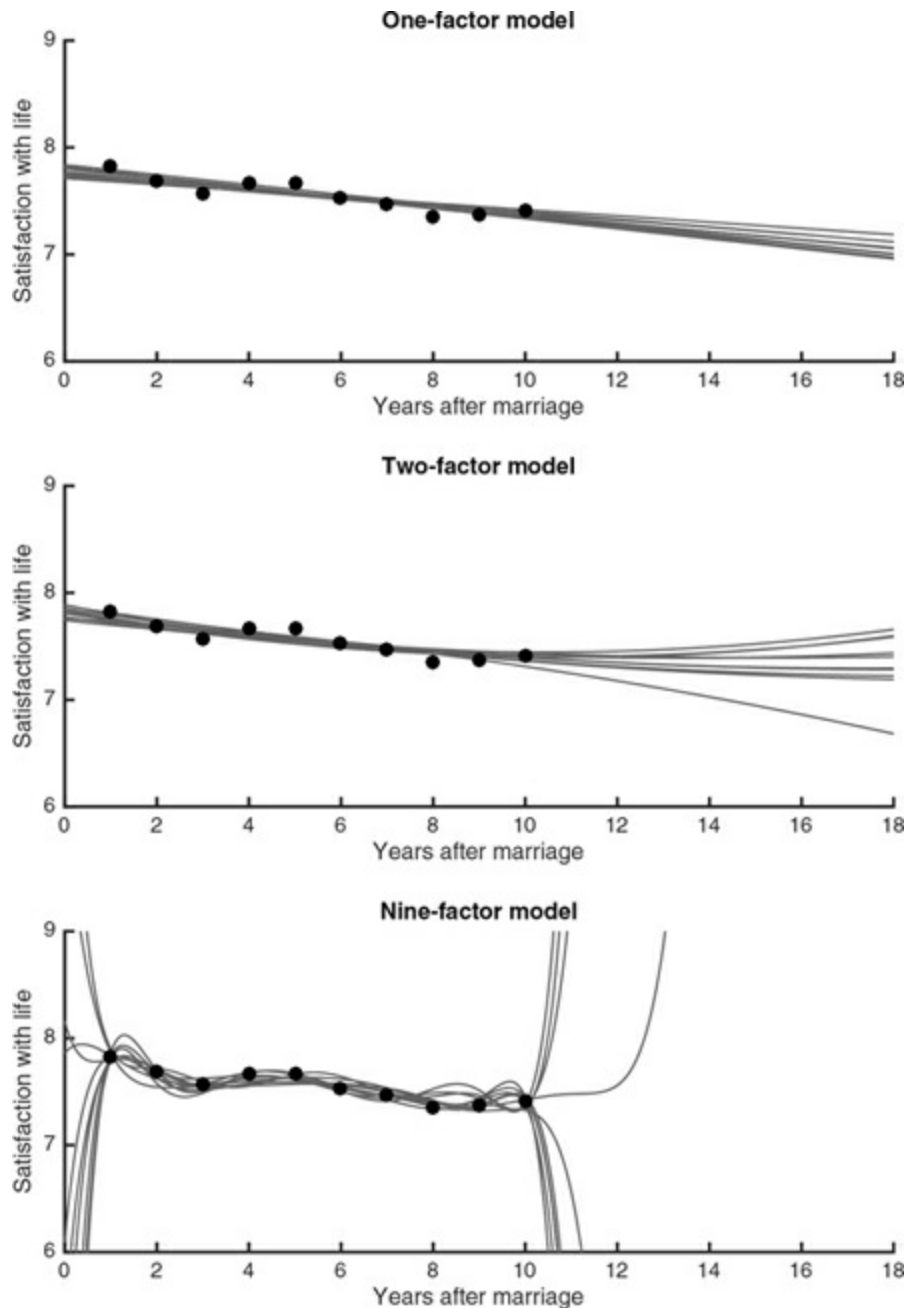 One-factor model
9
8
7
6
Satisfaction with life
0 2 4 6 8 10 12 14 16 18
Years after marriage
Two-factor model
9
8
7
6
Satisfaction with life
0 2 4 6 8 10 12 14 16 18
Years after marriage
Nine-factor model
9
8
7
6
Satisfaction with life
0 2 4 6 8 10 12 14 16 18
Years after marriage